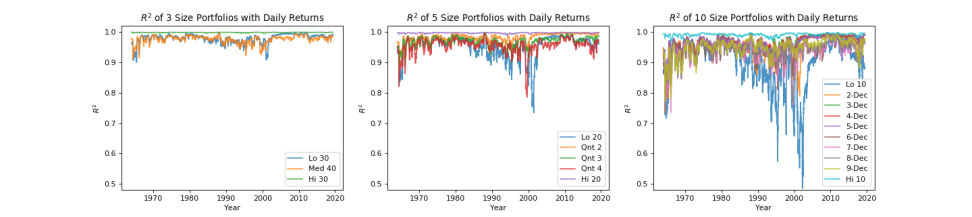 R² of 3 Size Portfolios with Daily Returns
1.0
0.9
0.8
0.7
0.6
0.5
R²
1970
1980
1990
2000
2010
2020
Year
Lo 30
Med 40
Hi 30
R² of 5 Size Portfolios with Daily Returns
1.0
0.9
0.8
0.7
0.6
0.5
R²
1970
1980
1990
2000
2010
2020
Year
Lo 20
Qnt 2
Qnt 3
Qnt 4
Hi 20
R² of 10 Size Portfolios with Daily Returns
1.0
0.9
0.8
0.7
0.6
0.5
R²
1970
1980
1990
2000
2010
2020
Year
Lo 10
2-Dec
3-Dec
4-Dec
5-Dec
6-Dec
7-Dec
8-Dec
9-Dec
Hi 10